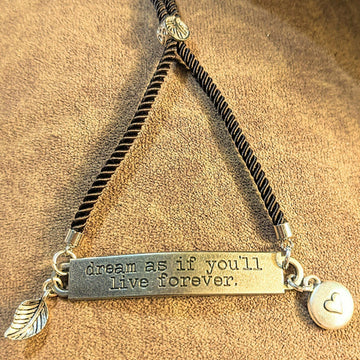 dream as if you'll
live forever.